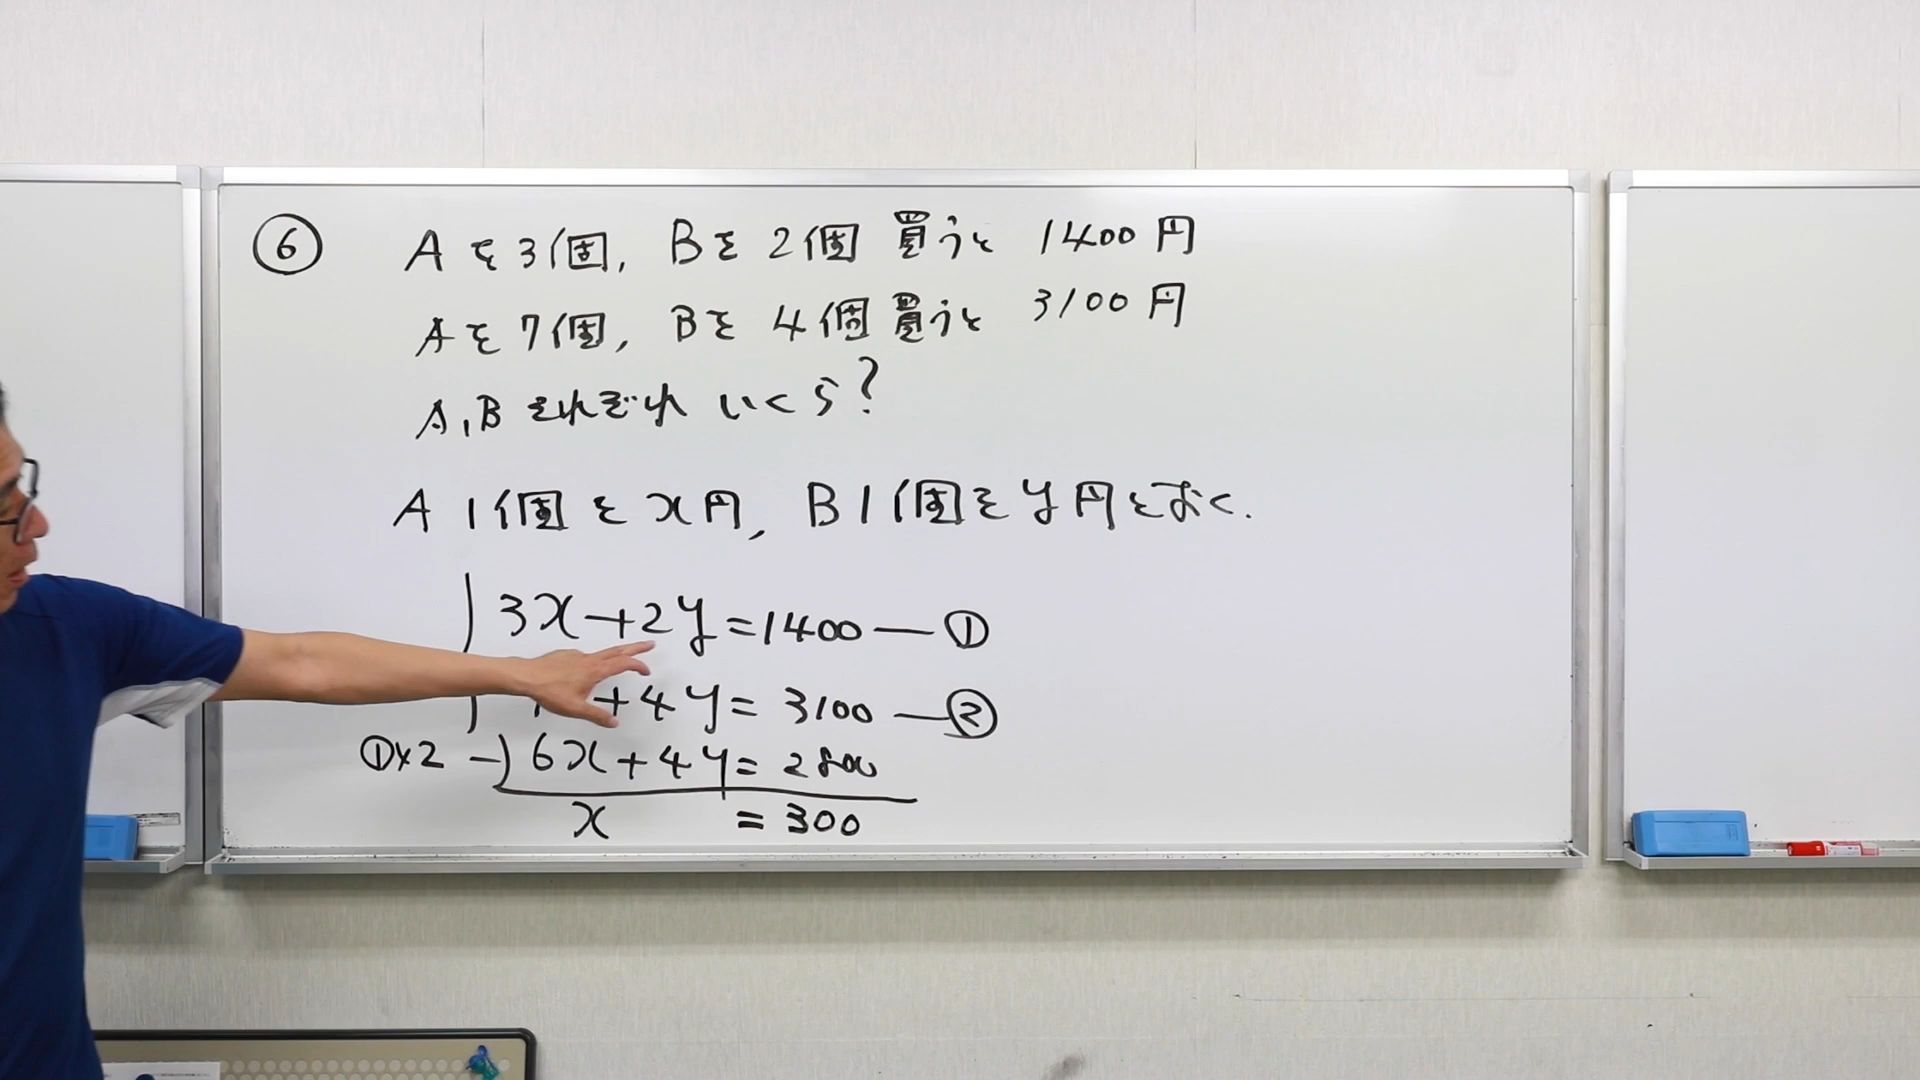 ⑥ Aを3個, Bを2個買うと 1400円
Aを7個, Bを4個買うと 3100円
A, Bそれぞれいくら?
A1個をx円, B1個をy円とおく.
3x+2y=1400 — ①
+4y=3100 — ②
①×2 -) 6x+4y=2800
x =300